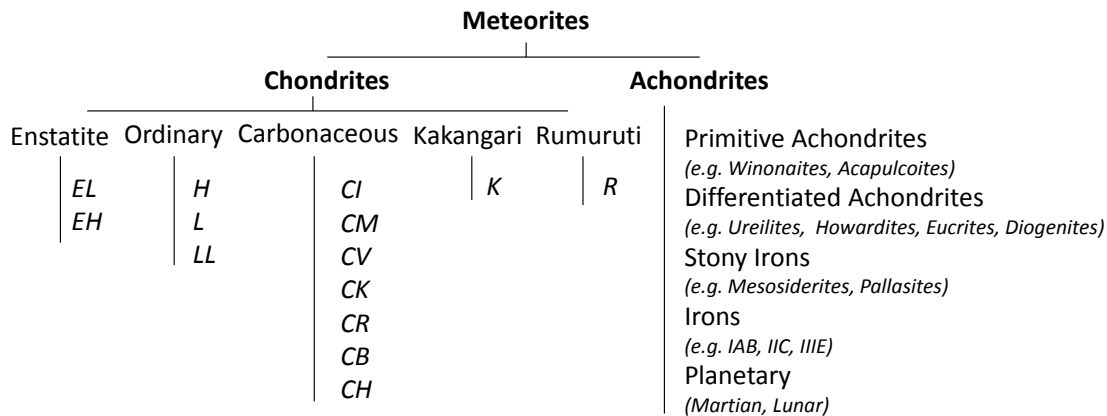 Meteorites
Chondrites Achondrites
Enstatite Ordinary Carbonaceous Kakangari Rumuruti
EL H CI K R
EH L CM
LL CV
CK
CR
CB
CH
Primitive Achondrites
(e.g. Winonaites, Acapulcoites)
Differentiated Achondrites
(e.g. Ureilites, Howardites, Eucrites, Diogenites)
Stony Irons
(e.g. Mesosiderites, Pallasites)
Irons
(e.g. IAB, IIC, IIIE)
Planetary
(Martian, Lunar)